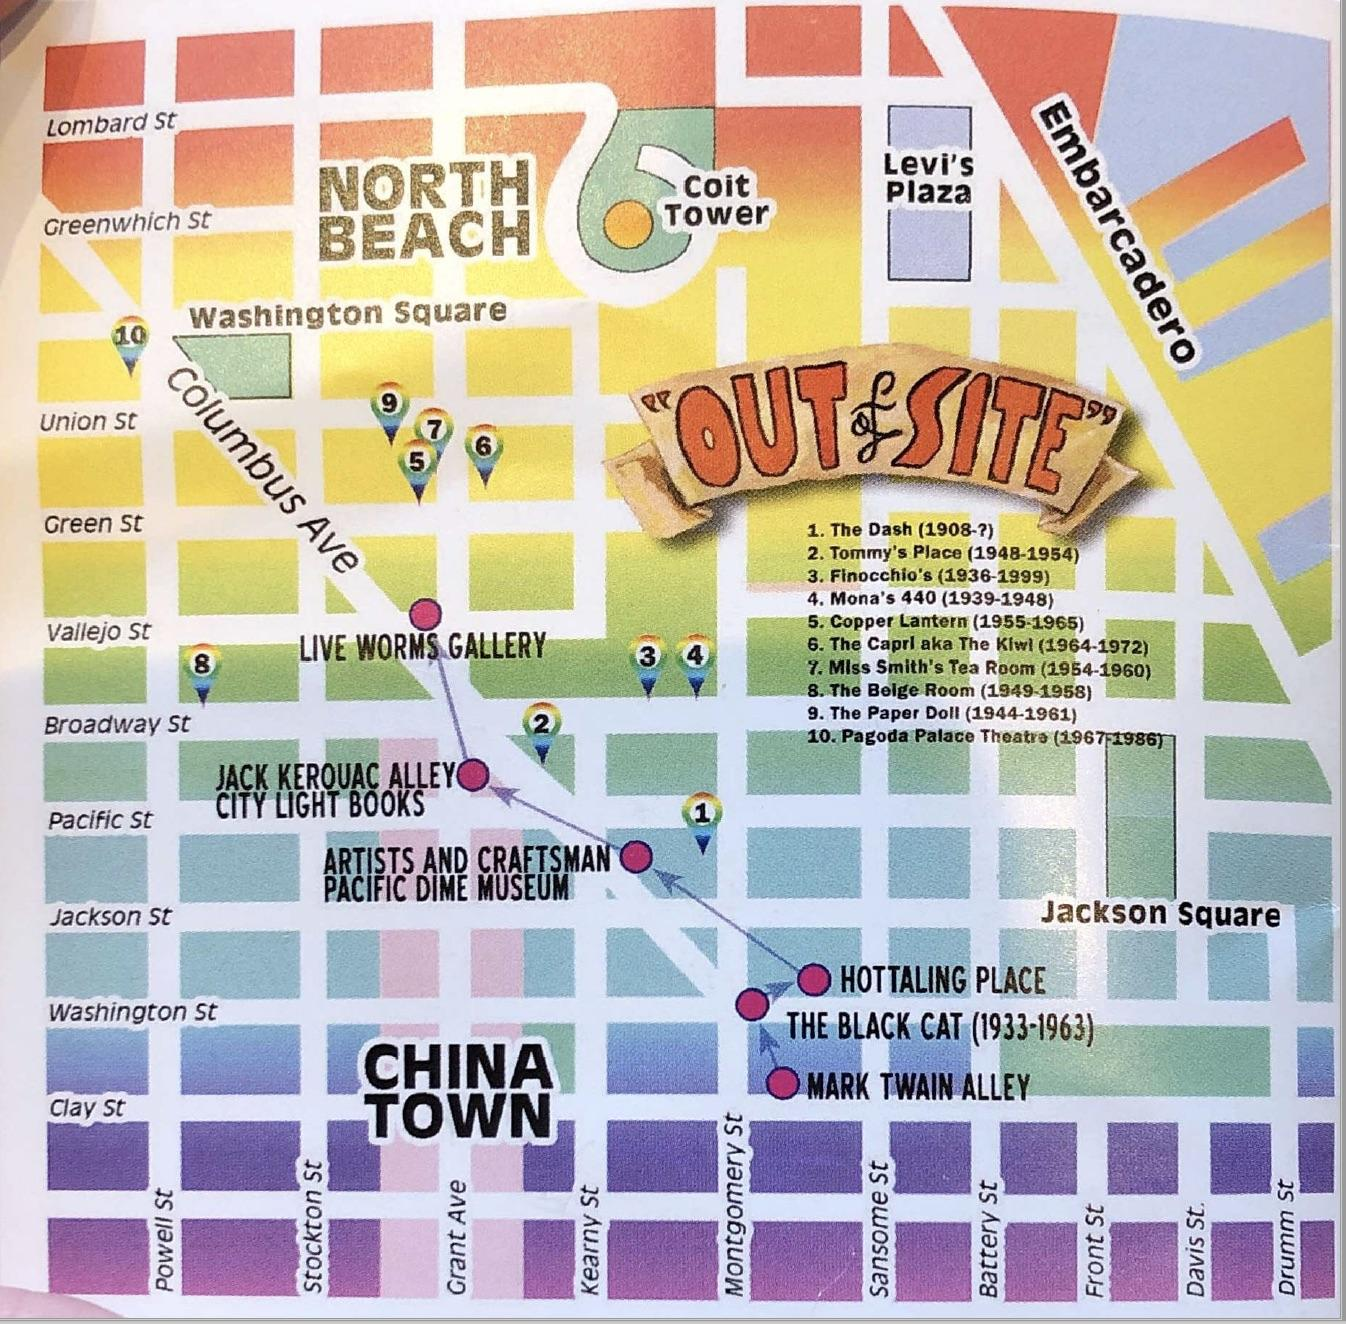 Lombard St
NORTH
BEACH
Coit
Tower
Levi's
Plaza
Embarcadero
Greenwhich St
Washington Square
10
Columbus Ave
Union St
9
7
5
6
"OUT of SITE"
Green St
1. The Dash (1908-?)
2. Tommy's Place (1948-1954)
3. Finocchio's (1936-1999)
4. Mona's 440 (1939-1948)
5. Copper Lantern (1955-1965)
6. The Capri aka The Kiwi (1964-1972)
7. Miss Smith's Tea Room (1954-1960)
8. The Beige Room (1949-1958)
9. The Paper Doll (1944-1961)
10. Pagoda Palace Theatre (1967-1986)
Vallejo St
LIVE WORMS GALLERY
8
3
4
Broadway St
2
JACK KEROUAC ALLEY
CITY LIGHT BOOKS
Pacific St
1
ARTISTS AND CRAFTSMAN
PACIFIC DIME MUSEUM
Jackson St
Jackson Square
HOTTALING PLACE
Washington St
THE BLACK CAT (1933-1963)
CHINA
TOWN
MARK TWAIN ALLEY
Clay St
Powell St
Stockton St
Grant Ave
Kearny St
Montgomery St
Sansome St
Battery St
Front St
Davis St.
Drumm St